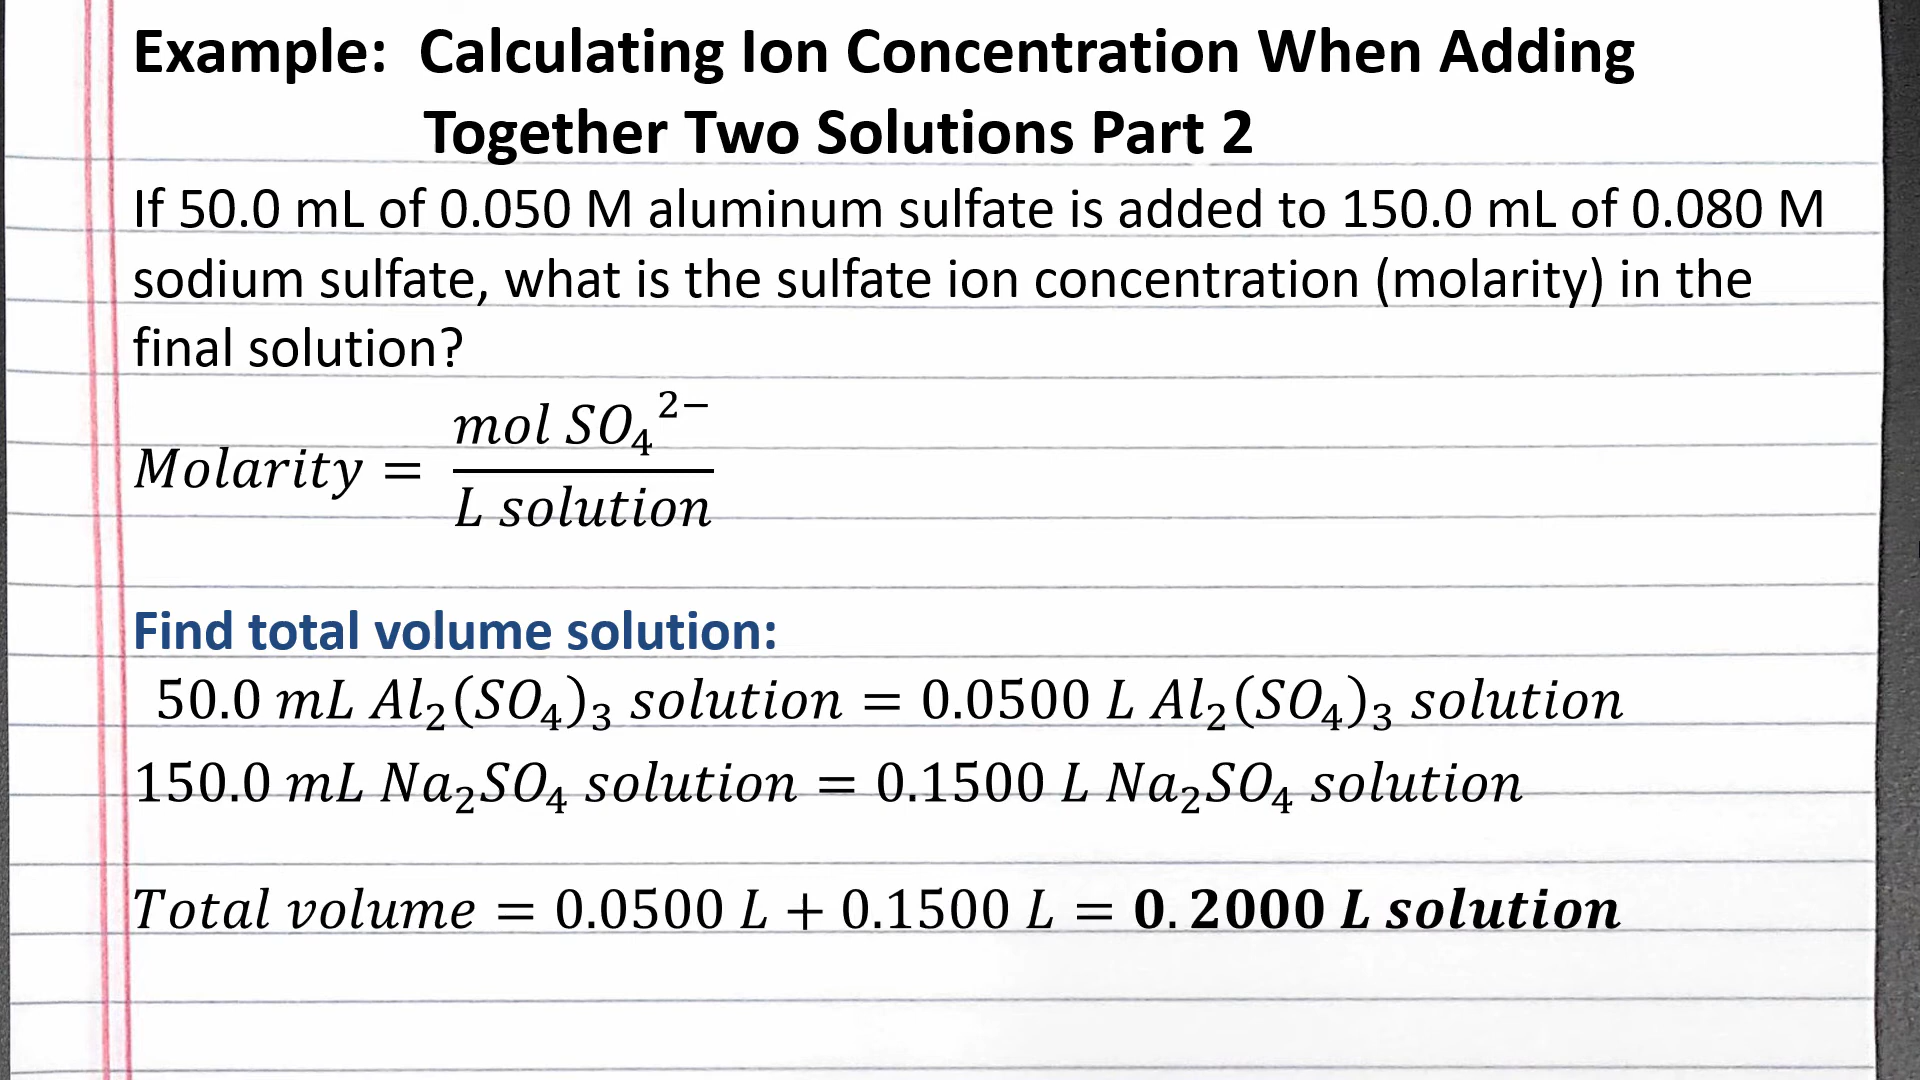 Example: Calculating Ion Concentration When Adding
Together Two Solutions Part 2
If 50.0 mL of 0.050 M aluminum sulfate is added to 150.0 mL of 0.080 M
sodium sulfate, what is the sulfate ion concentration (molarity) in the
final solution?
Molarity = mol SO₄²⁻ / L solution
Find total volume solution:
50.0 mL Al₂(SO₄)₃ solution = 0.0500 L Al₂(SO₄)₃ solution
150.0 mL Na₂SO₄ solution = 0.1500 L Na₂SO₄ solution
Total volume = 0.0500 L + 0.1500 L = 0.2000 L solution